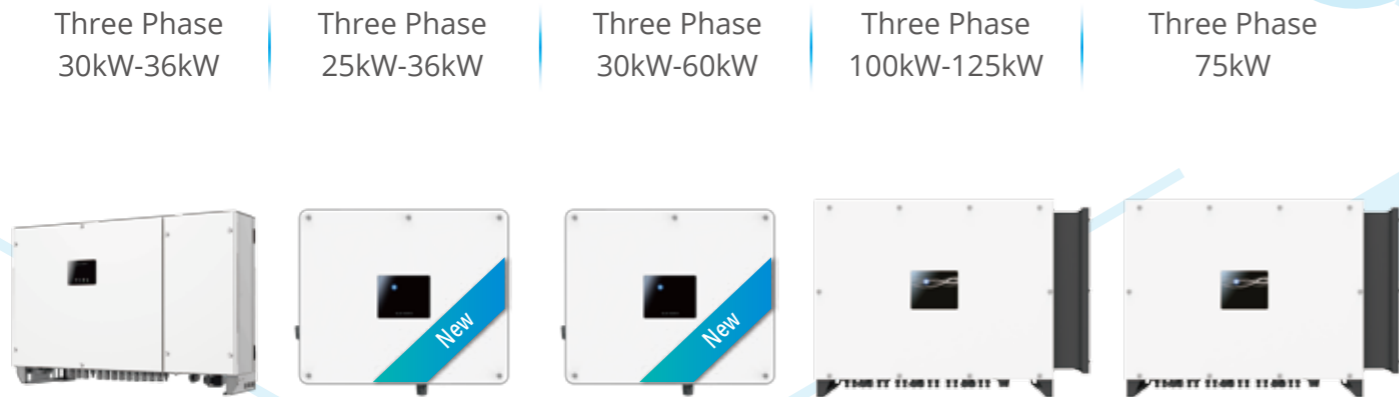 Three Phase
30kW-36kW
Three Phase
25kW-36kW
Three Phase
30kW-60kW
Three Phase
100kW-125kW
Three Phase
75kW
New
New